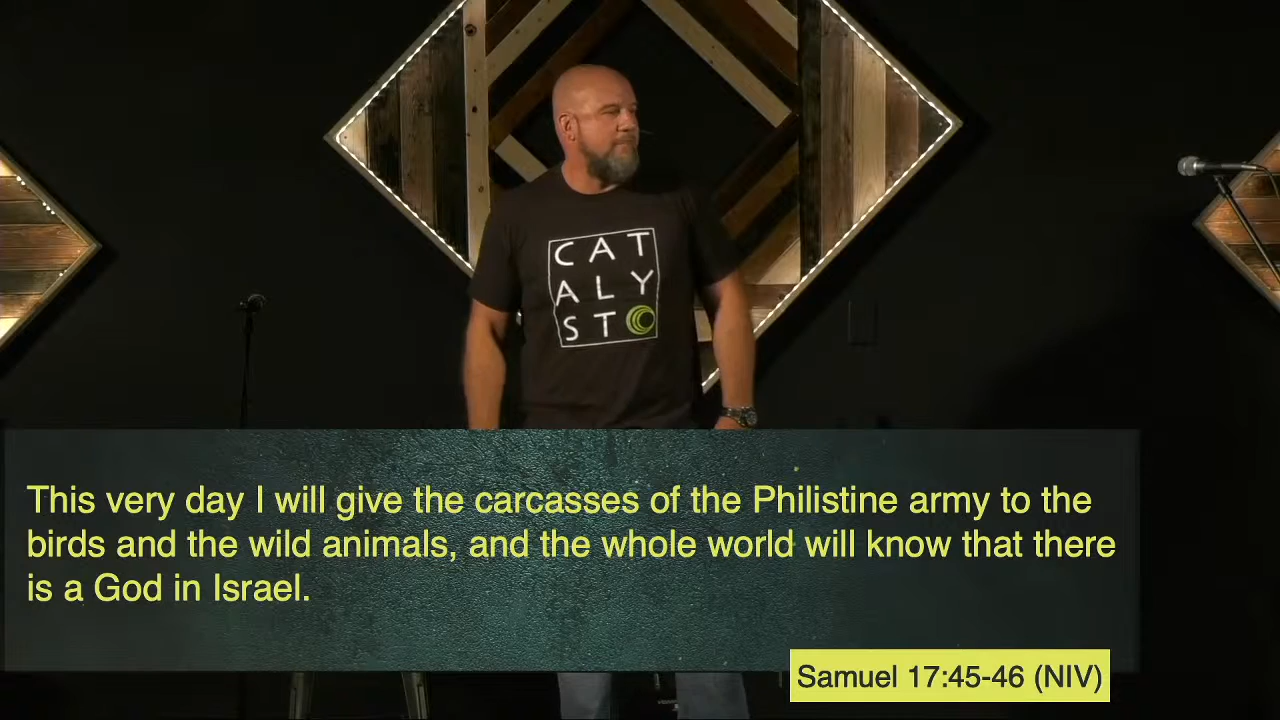 CAT
ALY
ST
This very day I will give the carcasses of the Philistine army to the
birds and the wild animals, and the whole world will know that there
is a God in Israel.
Samuel 17:45-46 (NIV)